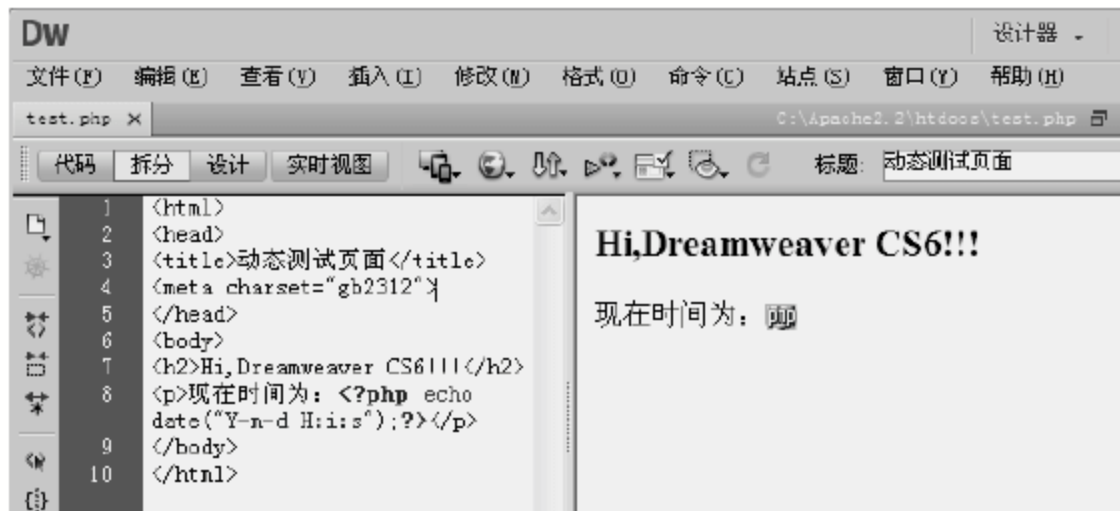 Dw 设计器
文件(F) 编辑(E) 查看(V) 插入(I) 修改(M) 格式(O) 命令(C) 站点(S) 窗口(W) 帮助(H)
test.php C:\Apache2.2\htdocs\test.php
代码 拆分 设计 实时视图 标题: 动态测试页面
1 <html>
2 <head>
3 <title>动态测试页面</title>
4 <meta charset="gb2312">
5 </head>
6 <body>
7 <h2>Hi,Dreamweaver CS6!!!</h2>
8 <p>现在时间为：<?php echo
date("Y-n-d H:i:s");?></p>
9 </body>
10 </html>
Hi,Dreamweaver CS6!!!
现在时间为：php